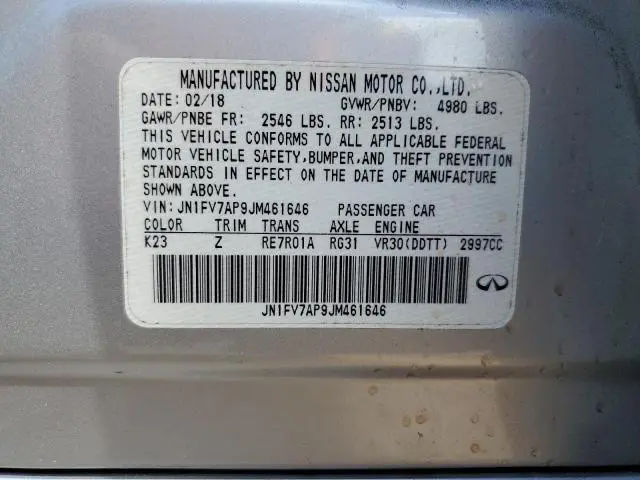 MANUFACTURED BY NISSAN MOTOR CO.,LTD.
DATE: 02/18 GVWR/PNBV: 4980 LBS.
GAWR/PNBE FR: 2546 LBS. RR: 2513 LBS.
THIS VEHICLE CONFORMS TO ALL APPLICABLE FEDERAL
MOTOR VEHICLE SAFETY,BUMPER,AND THEFT PREVENTION
STANDARDS IN EFFECT ON THE DATE OF MANUFACTURE
SHOWN ABOVE.
VIN: JN1FV7AP9JM461646 PASSENGER CAR
COLOR TRIM TRANS AXLE ENGINE
K23 Z RE7R01A RG31 VR30(DDTT) 2997CC
JN1FV7AP9JM461646